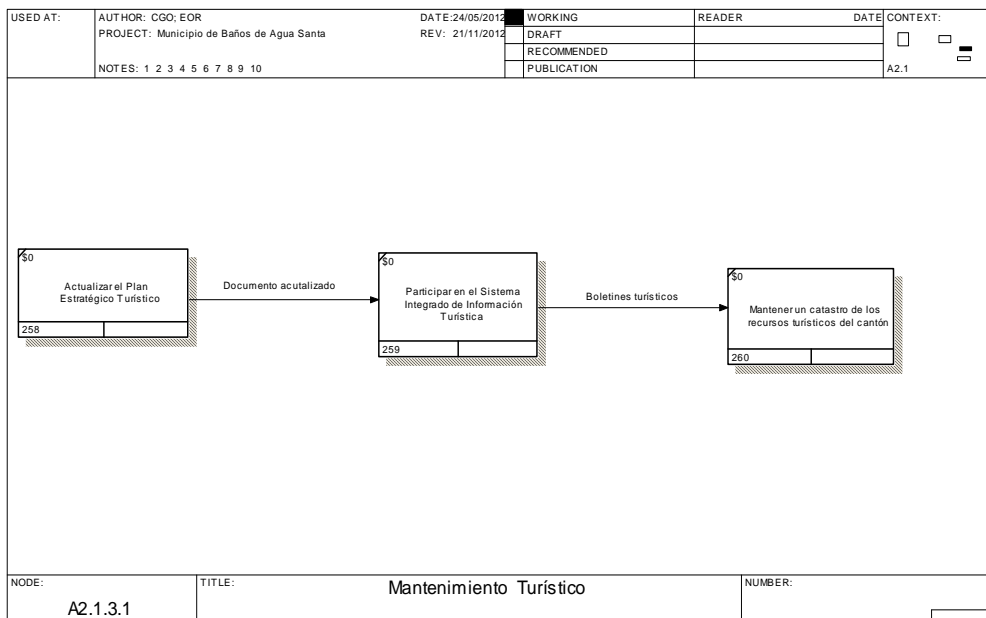 USED AT:
AUTHOR: CGO; EOR
DATE:24/05/2012
WORKING
READER
DATE
CONTEXT:
PROJECT: Municipio de Baños de Agua Santa
REV: 21/11/2012
DRAFT
RECOMMENDED
NOTES: 1 2 3 4 5 6 7 8 9 10
PUBLICATION
A2.1
$0
Actualizar el Plan
Estratégico Turístico
258
Documento acutalizado
$0
Participar en el Sistema
Integrado de Información
Turística
259
Boletines turísticos
$0
Mantener un catastro de los
recursos turísticos del cantón
260
NODE:
A2.1.3.1
TITLE:
Mantenimiento Turístico
NUMBER: